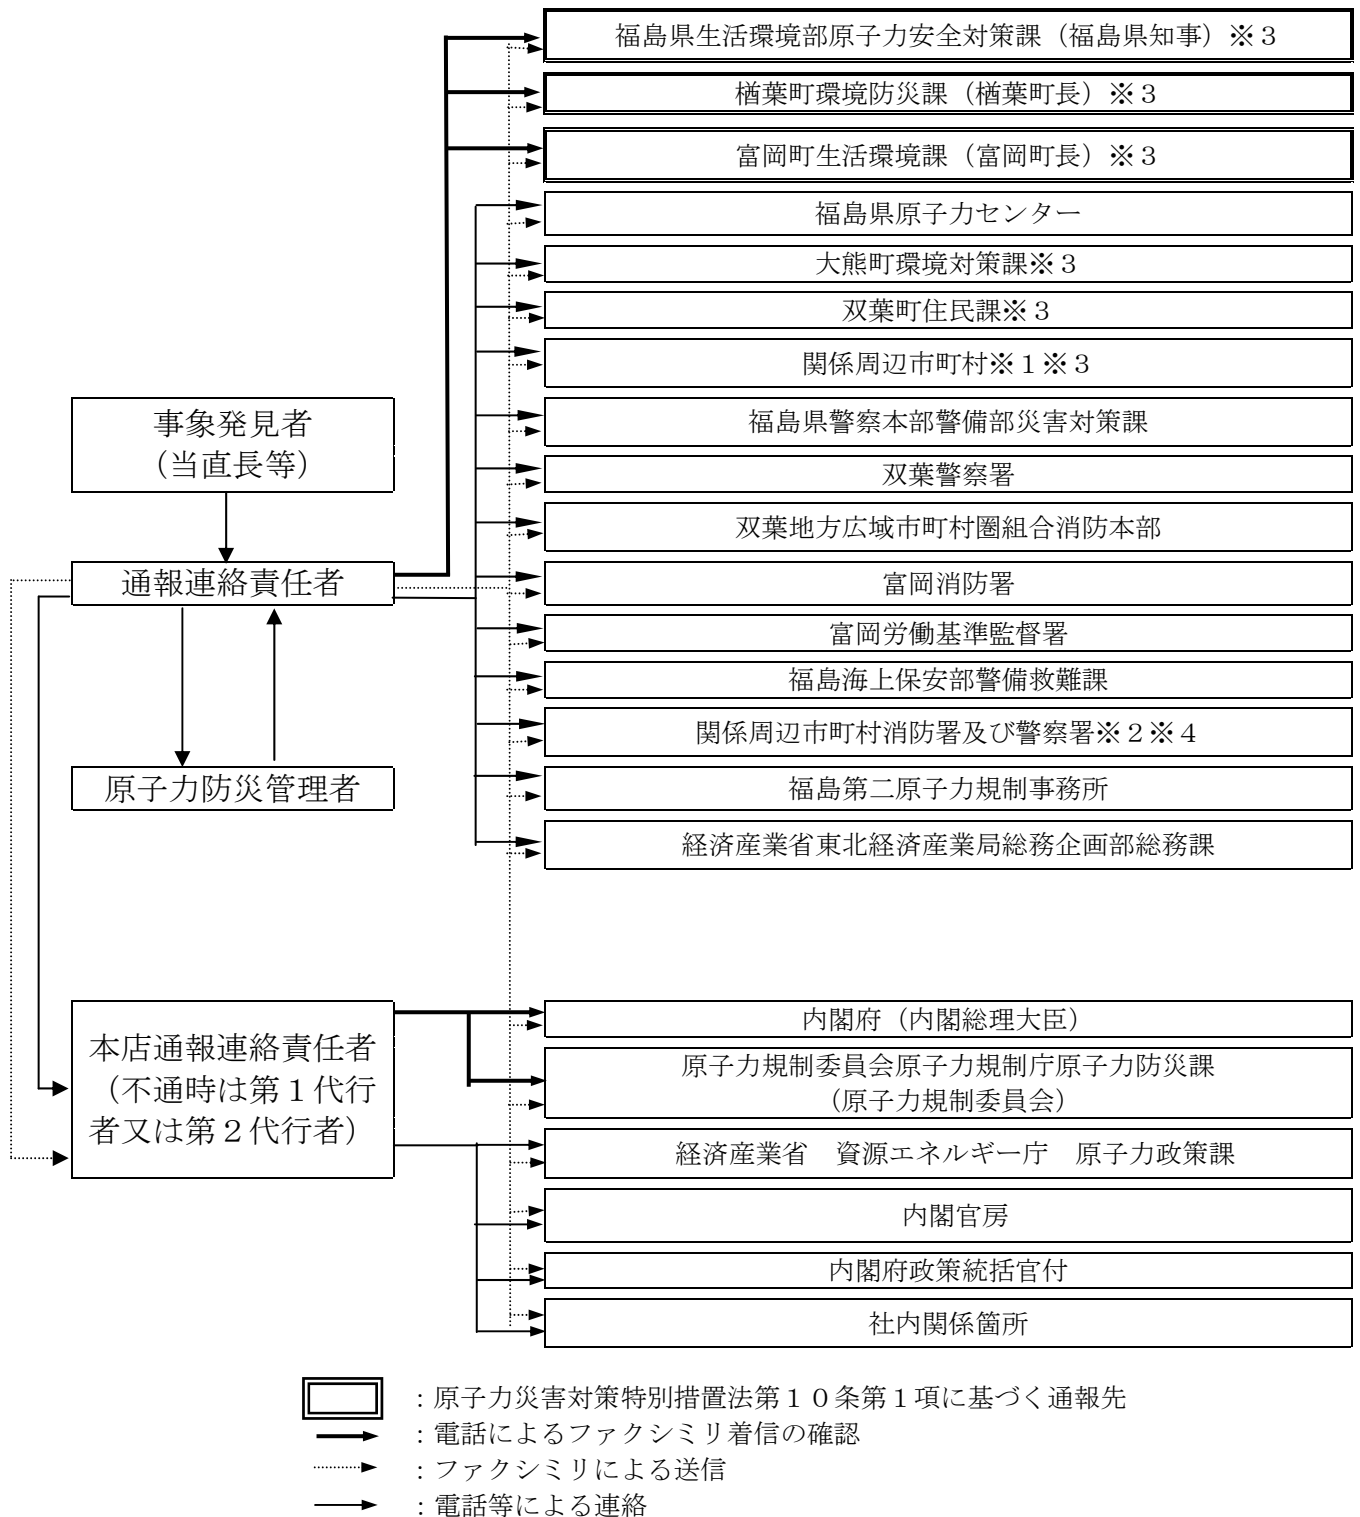 福島県生活環境部原子力安全対策課（福島県知事）※３
楢葉町環境防災課（楢葉町長）※３
富岡町生活環境課（富岡町長）※３
福島県原子力センター
大熊町環境対策課※３
双葉町住民課※３
関係周辺市町村※１※３
福島県警察本部警備部災害対策課
双葉警察署
双葉地方広域市町村圏組合消防本部
富岡消防署
富岡労働基準監督署
福島海上保安部警備救難課
関係周辺市町村消防署及び警察署※２※４
福島第二原子力規制事務所
経済産業省東北経済産業局総務企画部総務課
事象発見者
（当直長等）
通報連絡責任者
原子力防災管理者
本店通報連絡責任者
（不通時は第１代行
者又は第２代行者）
内閣府（内閣総理大臣）
原子力規制委員会原子力規制庁原子力防災課
（原子力規制委員会）
経済産業省　資源エネルギー庁　原子力政策課
内閣官房
内閣府政策統括官付
社内関係箇所
：原子力災害対策特別措置法第１０条第１項に基づく通報先
：電話によるファクシミリ着信の確認
：ファクシミリによる送信
：電話等による連絡